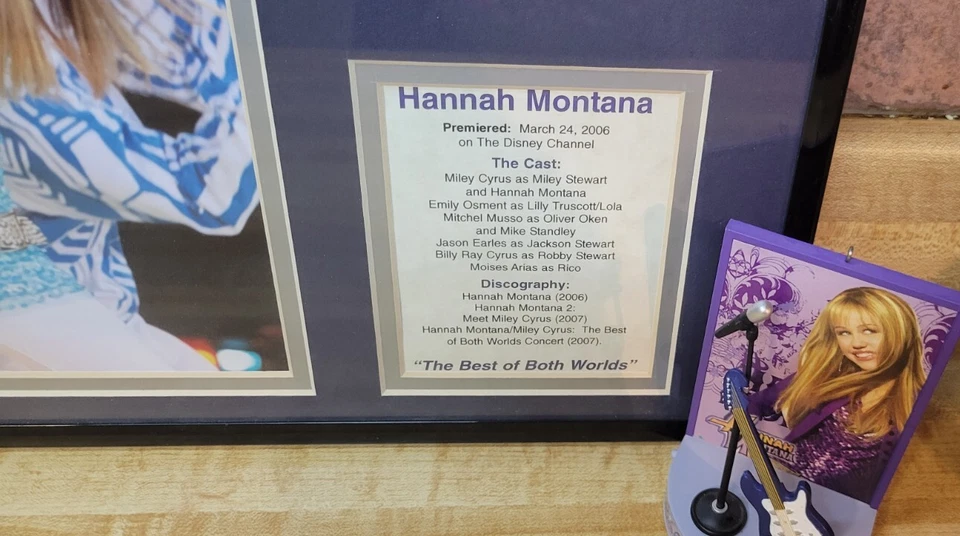 Hannah Montana
Premiered: March 24, 2006
on The Disney Channel
The Cast:
Miley Cyrus as Miley Stewart
and Hannah Montana
Emily Osment as Lilly Truscott/Lola
Mitchel Musso as Oliver Oken
and Mike Standley
Jason Earles as Jackson Stewart
Billy Ray Cyrus as Robby Stewart
Moises Arias as Rico
Discography:
Hannah Montana (2006)
Hannah Montana 2:
Meet Miley Cyrus (2007)
Hannah Montana/Miley Cyrus: The Best
of Both Worlds Concert (2007).
"The Best of Both Worlds"
HANNAH
MONTANA